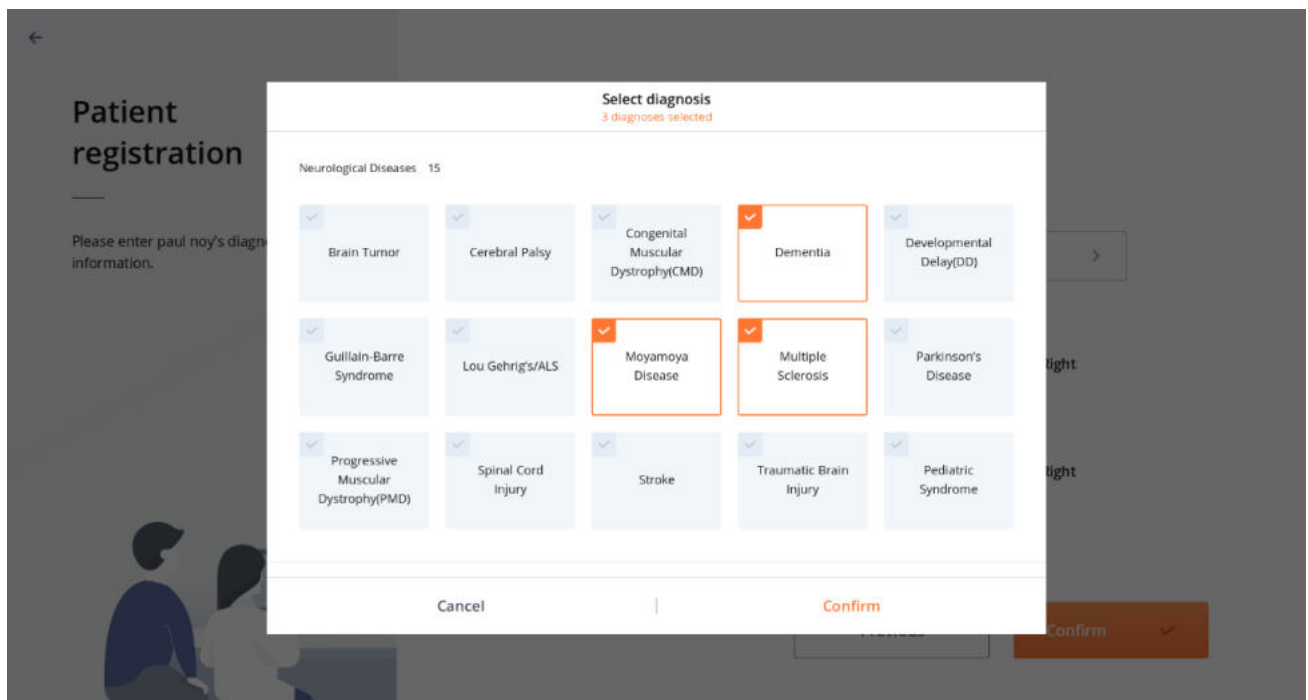 Patient
registration
Please enter paul noy's diagn
information.
Select diagnosis
3 diagnoses selected
Neurological Diseases 15
Brain Tumor
Cerebral Palsy
Congenital
Muscular
Dystrophy(CMD)
Dementia
Developmental
Delay(DD)
Guillain-Barre
Syndrome
Lou Gehrig's/ALS
Moyamoya
Disease
Multiple
Sclerosis
Parkinson's
Disease
Progressive
Muscular
Dystrophy(PMD)
Spinal Cord
Injury
Stroke
Traumatic Brain
Injury
Pediatric
Syndrome
Cancel
Confirm
Right
Right
Confirm